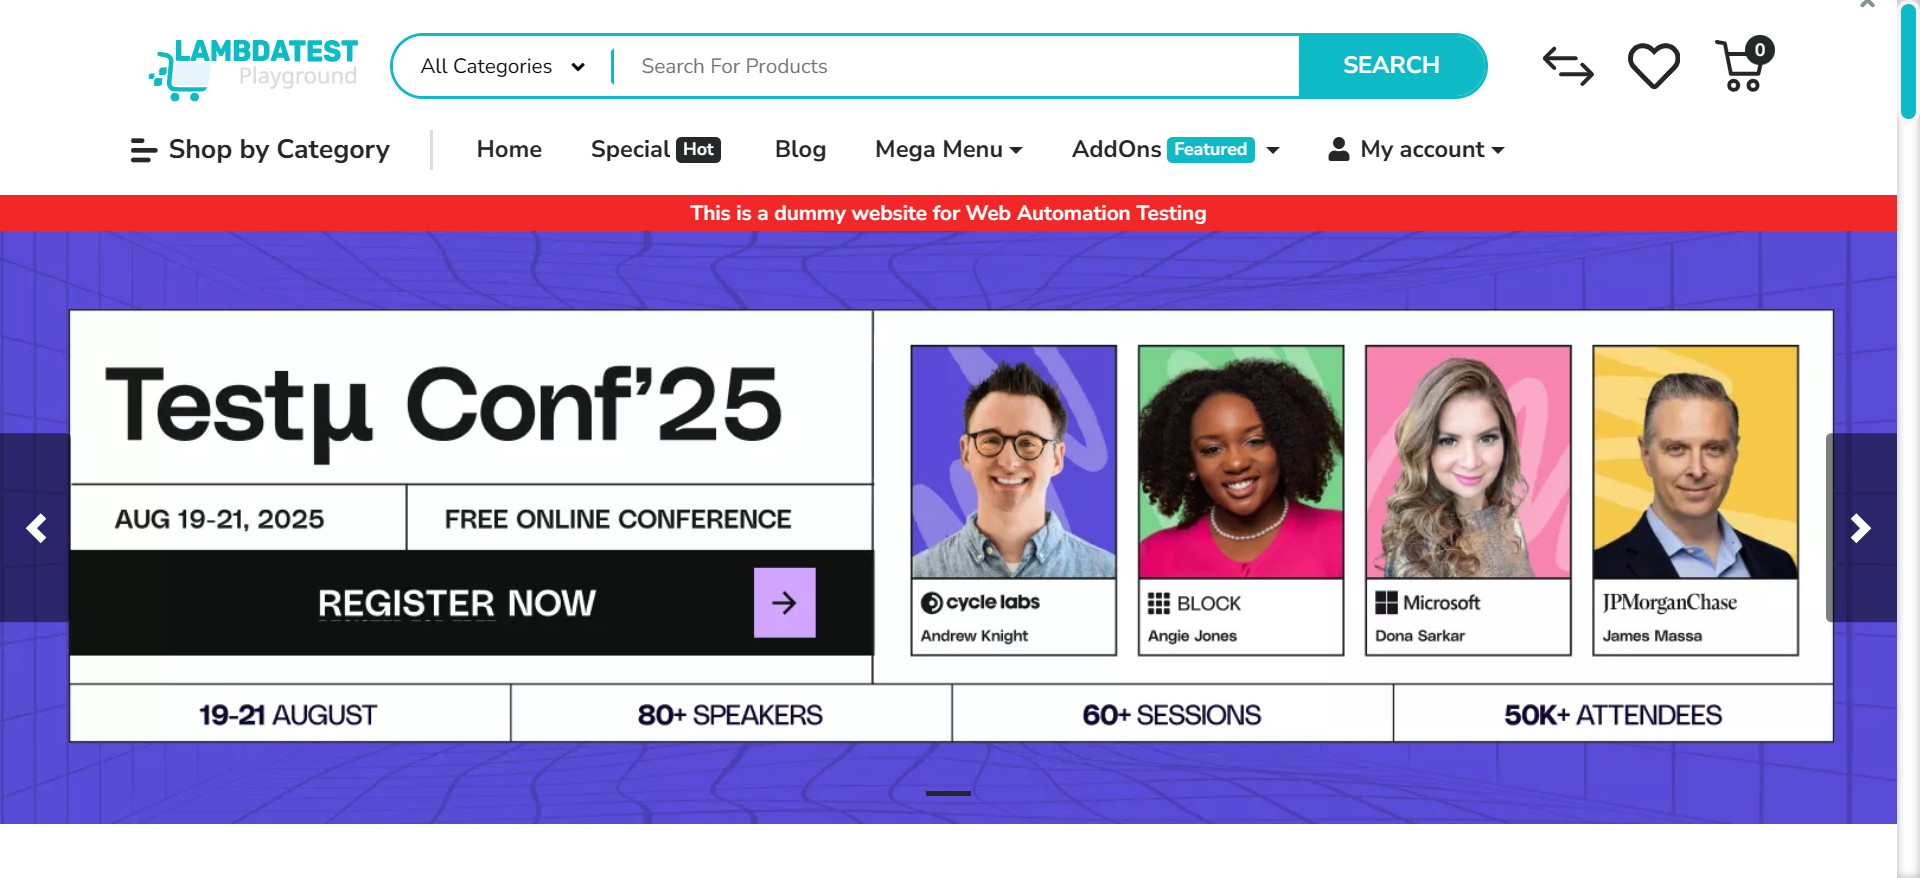 LAMBDATEST
Playground
All Categories
Search For Products
SEARCH
0
Shop by Category
Home
Special Hot
Blog
Mega Menu
AddOns Featured
My account
This is a dummy website for Web Automation Testing
Testµ Conf’25
AUG 19-21, 2025
FREE ONLINE CONFERENCE
REGISTER NOW
cycle labs
Andrew Knight
BLOCK
Angie Jones
Microsoft
Dona Sarkar
JPMorganChase
James Massa
19-21 AUGUST
80+ SPEAKERS
60+ SESSIONS
50K+ ATTENDEES